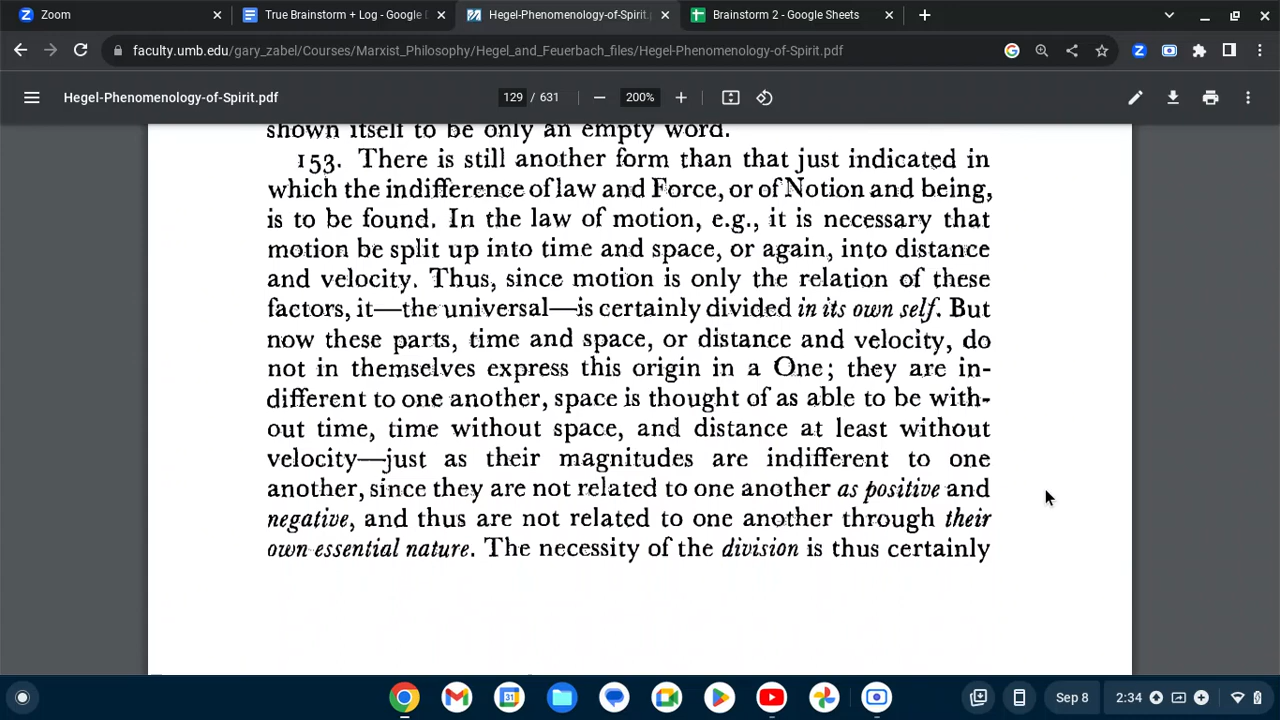 Zoom
True Brainstorm + Log - Google D
Hegel-Phenomenology-of-Spirit.p
Brainstorm 2 - Google Sheets
faculty.umb.edu/gary_zabel/Courses/Marxist_Philosophy/Hegel_and_Feuerbach_files/Hegel-Phenomenology-of-Spirit.pdf
Hegel-Phenomenology-of-Spirit.pdf
129 / 631
200%
shown itself to be only an empty word.
153. There is still another form than that just indicated in
which the indifference of law and Force, or of Notion and being,
is to be found. In the law of motion, e.g., it is necessary that
motion be split up into time and space, or again, into distance
and velocity. Thus, since motion is only the relation of these
factors, it—the universal—is certainly divided in its own self. But
now these parts, time and space, or distance and velocity, do
not in themselves express this origin in a One; they are in-
different to one another, space is thought of as able to be with-
out time, time without space, and distance at least without
velocity—just as their magnitudes are indifferent to one
another, since they are not related to one another as positive and
negative, and thus are not related to one another through their
own essential nature. The necessity of the division is thus certainly
31
Sep 8
2:34